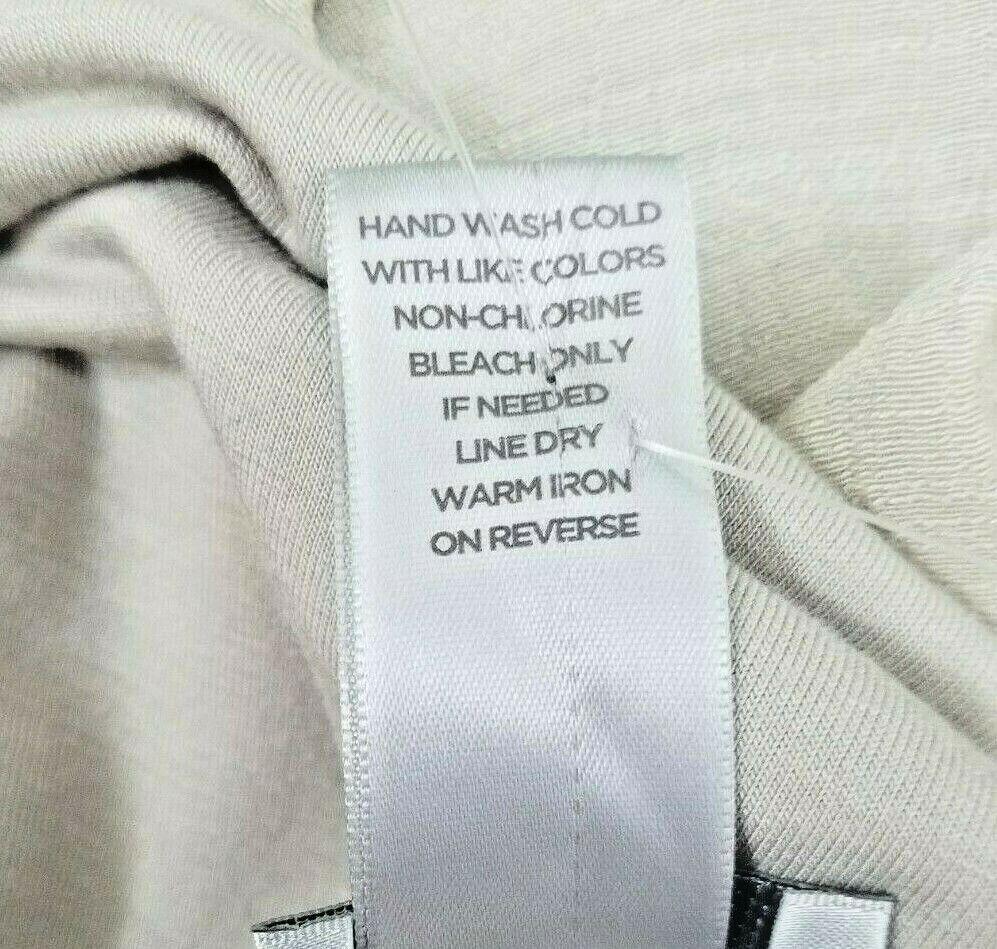 HAND WASH COLD
WITH LIKE COLORS
NON-CHLORINE
BLEACH ONLY
IF NEEDED
LINE DRY
WARM IRON
ON REVERSE